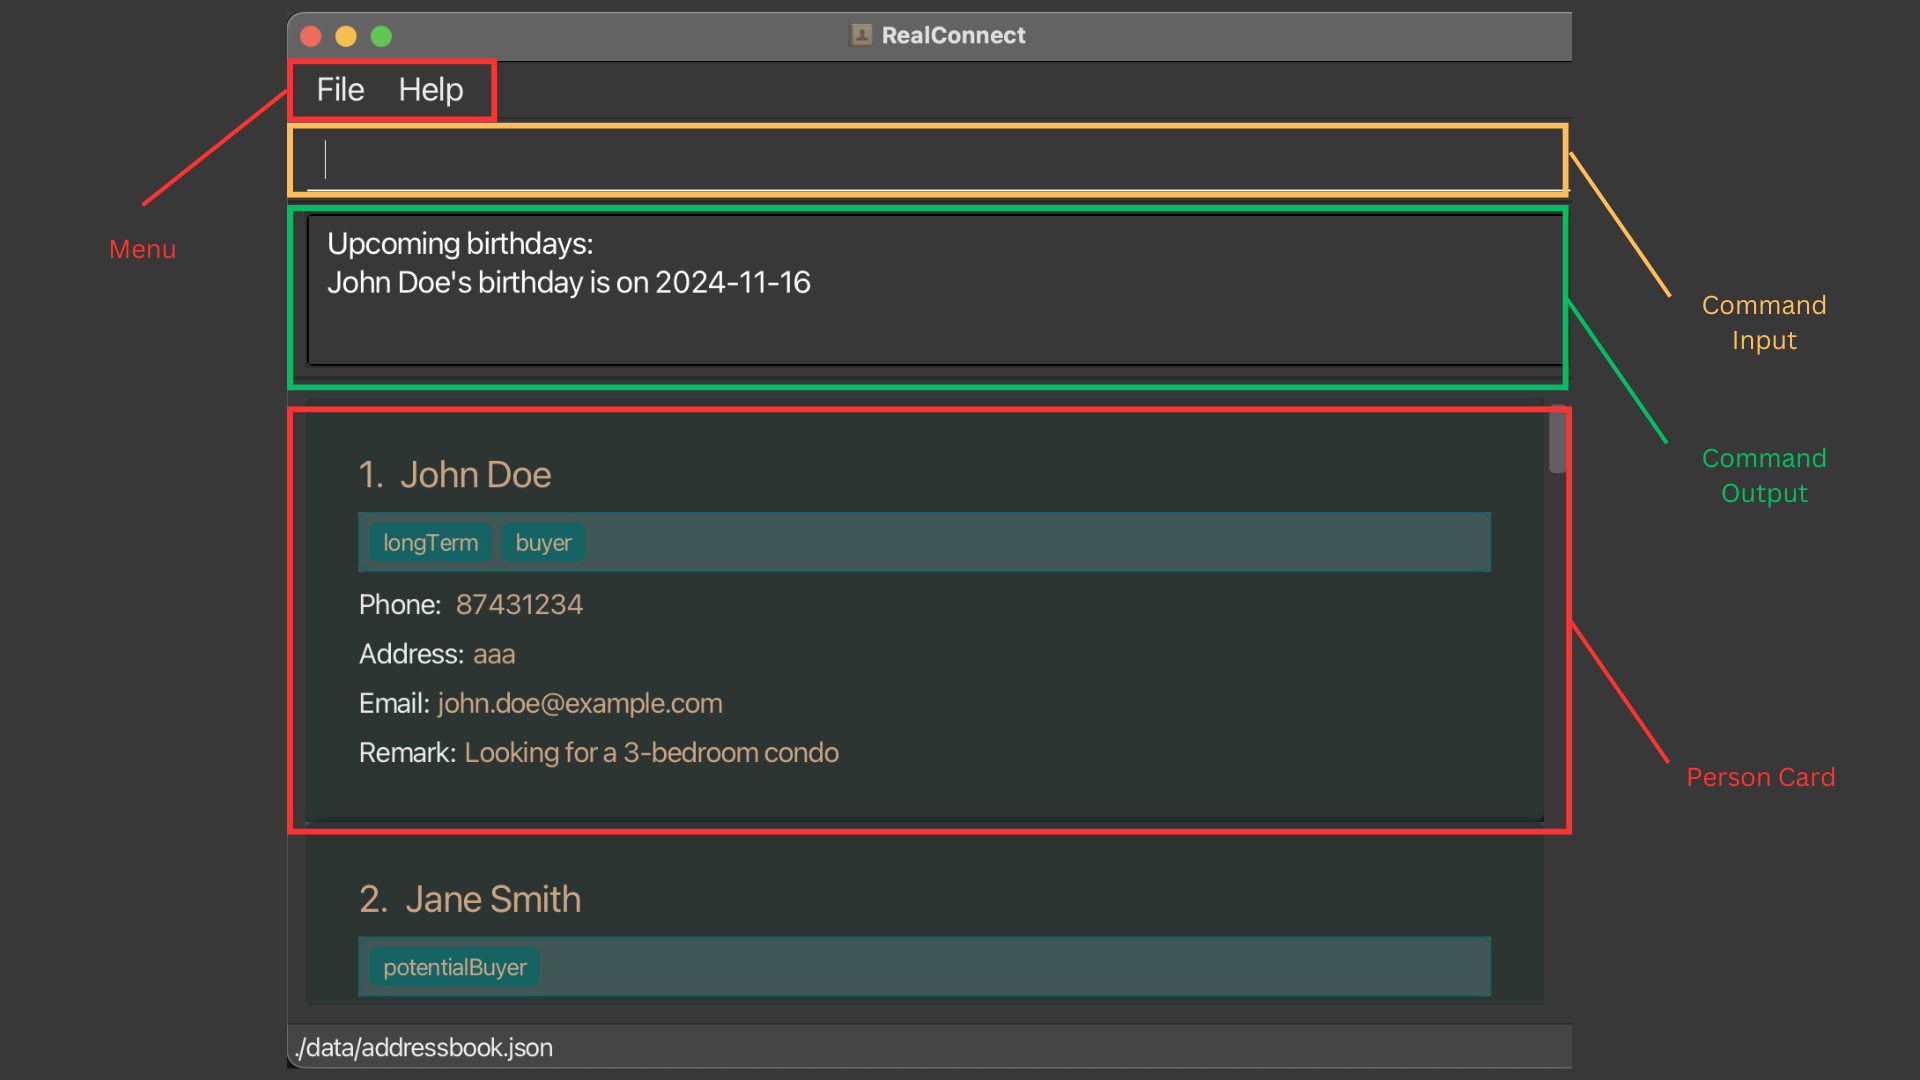 RealConnect
File Help
Menu
Upcoming birthdays:
John Doe's birthday is on 2024-11-16
Command
Input
Command
Output
1. John Doe
longTerm buyer
Phone: 87431234
Address: aaa
Email: john.doe@example.com
Remark: Looking for a 3-bedroom condo
Person Card
2. Jane Smith
potentialBuyer
./data/addressbook.json